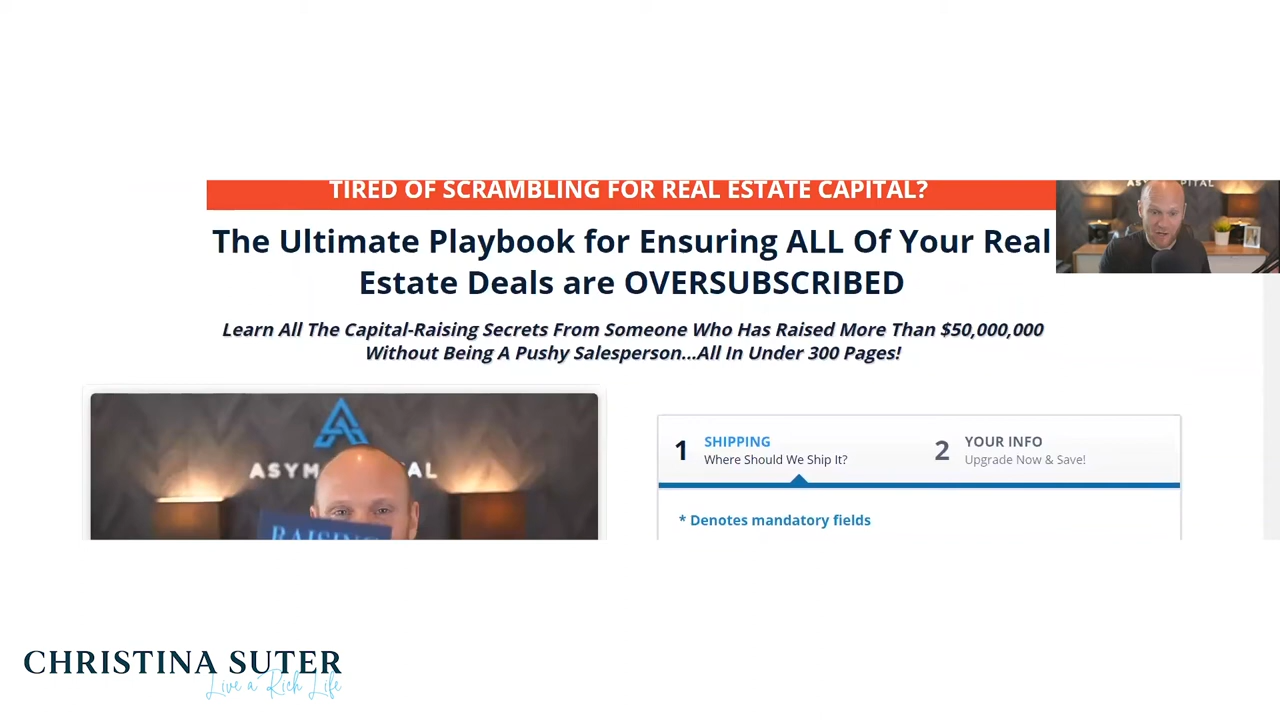 TIRED OF SCRAMBLING FOR REAL ESTATE CAPITAL?
The Ultimate Playbook for Ensuring ALL Of Your Real
Estate Deals are OVERSUBSCRIBED
Learn All The Capital-Raising Secrets From Someone Who Has Raised More Than $50,000,000
Without Being A Pushy Salesperson...All In Under 300 Pages!
1 SHIPPING
Where Should We Ship It?
2 YOUR INFO
Upgrade Now & Save!
* Denotes mandatory fields
RAISING
CHRISTINA SUTER
Live a Rich Life